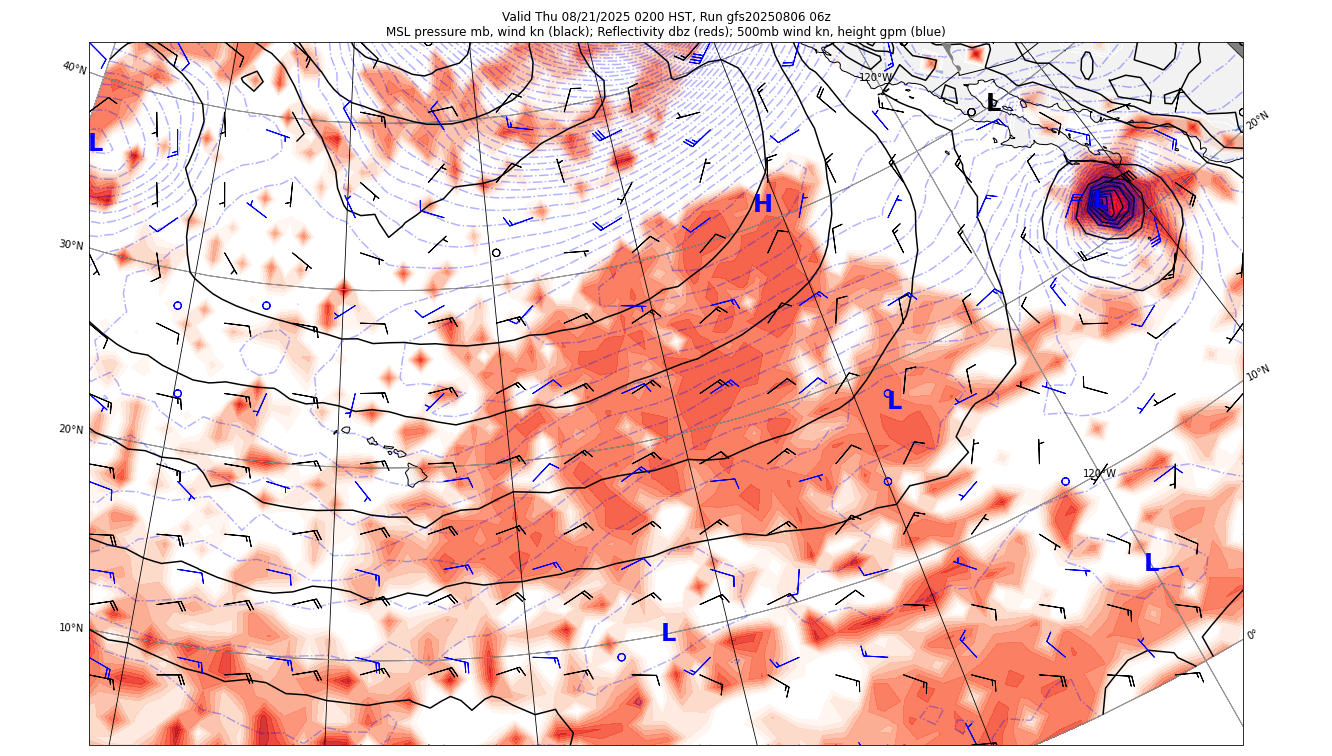 Valid Thu 08/21/2025 0200 HST, Run gfs20250806 06z
MSL pressure mb, wind kn (black); Reflectivity dbz (reds); 500mb wind kn, height gpm (blue)
40°N
120°W
L
20°N
L
L
H
30°N
10°N
L
20°N
120°W
L
10°N
L
0°